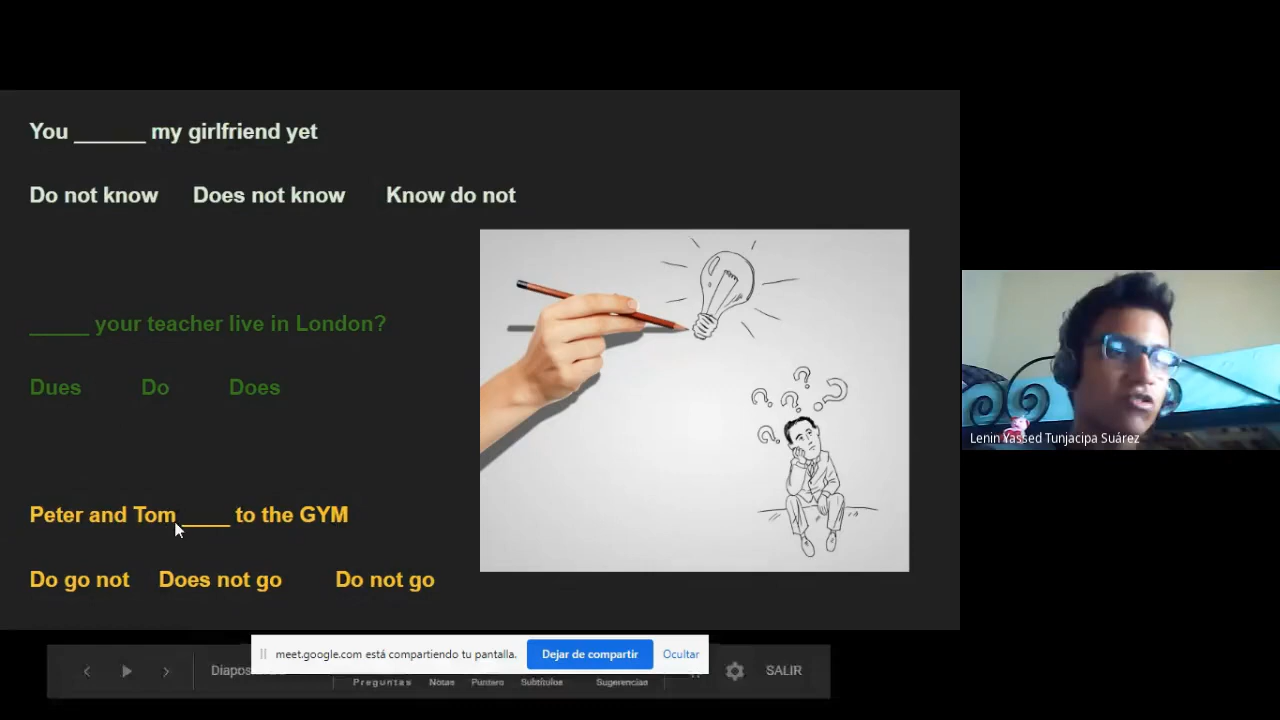 You ______ my girlfriend yet
Do not know Does not know Know do not
_____ your teacher live in London?
Dues Do Does
Peter and Tom ____ to the GYM
Do go not Does not go Do not go
Lenin Yassed Tunjacipa Suárez
meet.google.com está compartiendo tu pantalla. Dejar de compartir Ocultar
SALIR
Preguntas Notas Puntero Subtítulos Sugerencias